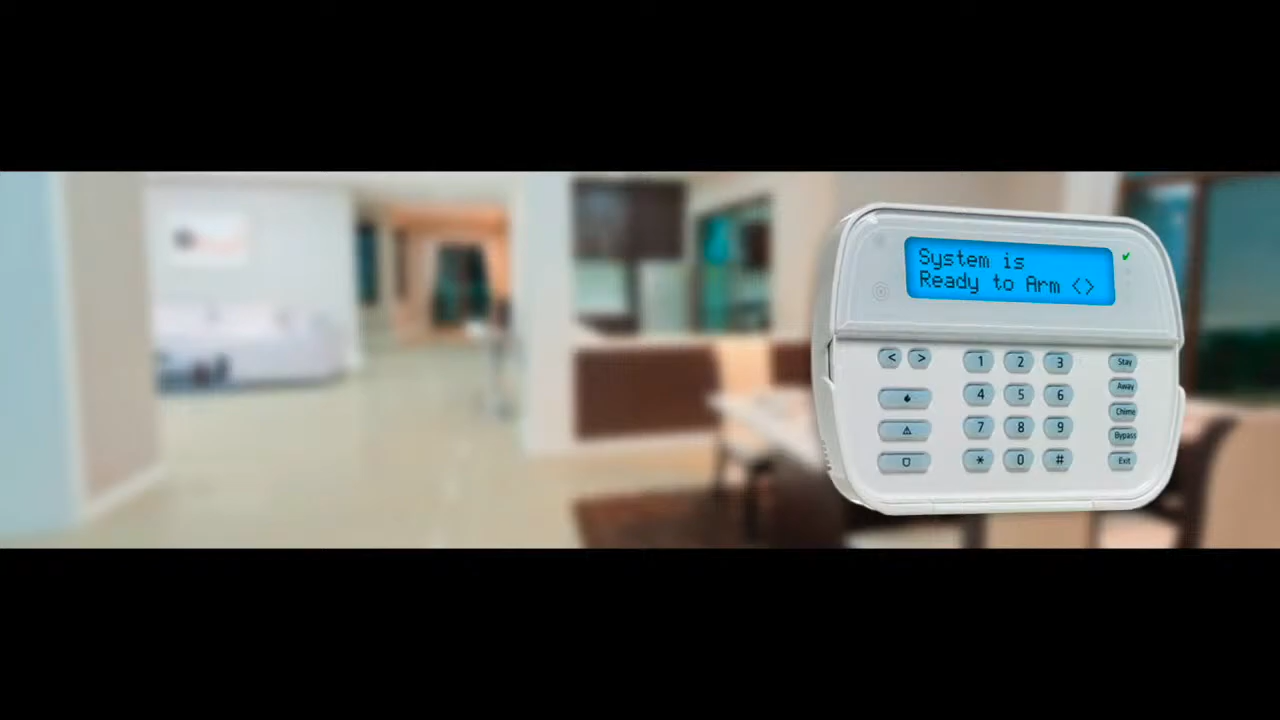 System is
Ready to Arm <>
< >
1 2 3
4 5 6
7 8 9
* 0 #
Stay
Away
Chime
Bypass
Exit